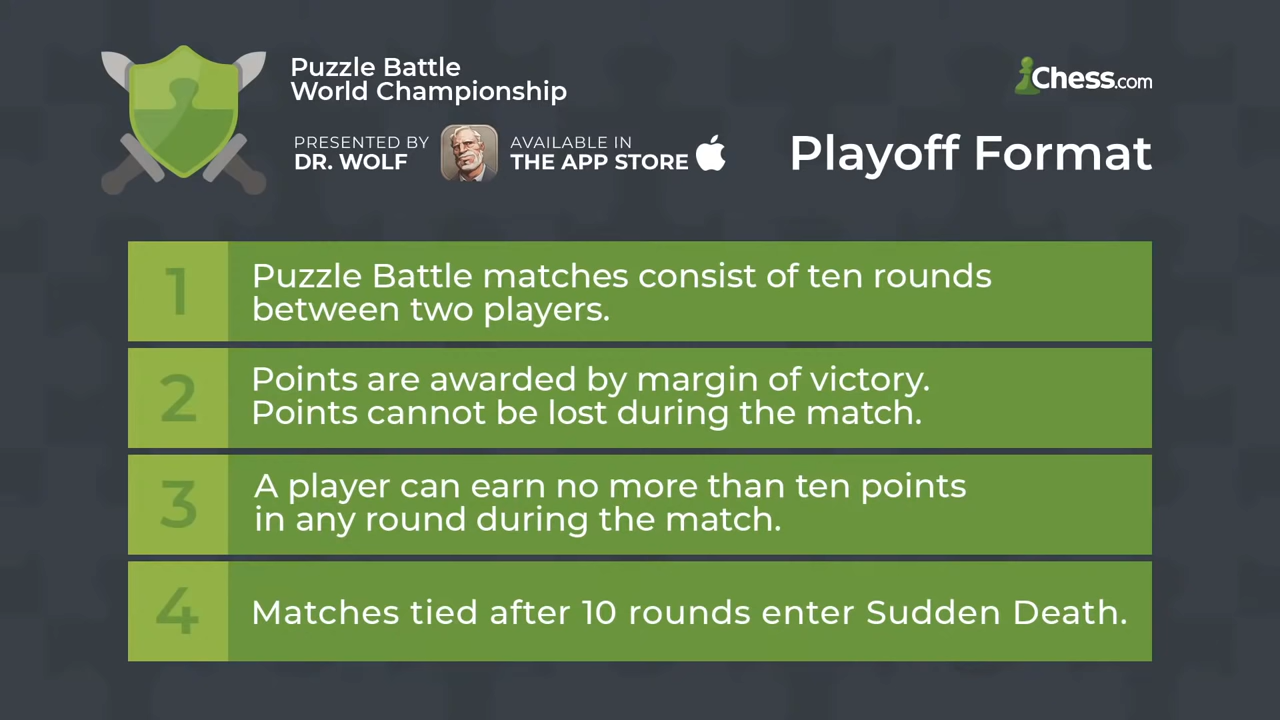 Puzzle Battle
World Championship
Chess.com
PRESENTED BY
DR. WOLF
AVAILABLE IN
THE APP STORE
Playoff Format
1
Puzzle Battle matches consist of ten rounds
between two players.
2
Points are awarded by margin of victory.
Points cannot be lost during the match.
3
A player can earn no more than ten points
in any round during the match.
4
Matches tied after 10 rounds enter Sudden Death.